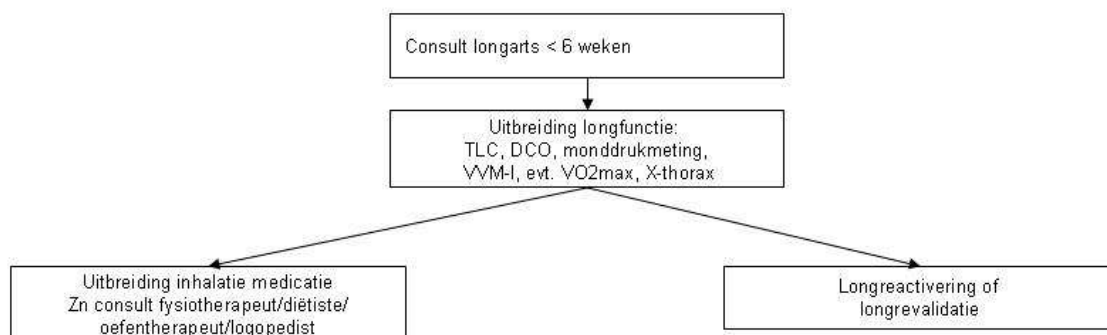 Consult longarts < 6 weken
Uitbreiding longfunctie:
TLC, DCO, monddrukmeting,
VVM-I, evt. VO2max, X-thorax
Uitbreiding inhalatie medicatie
Zn consult fysiotherapeut/diëtiste/
oefentherapeut/logopedist
Longreactivering of
longrevalidatie